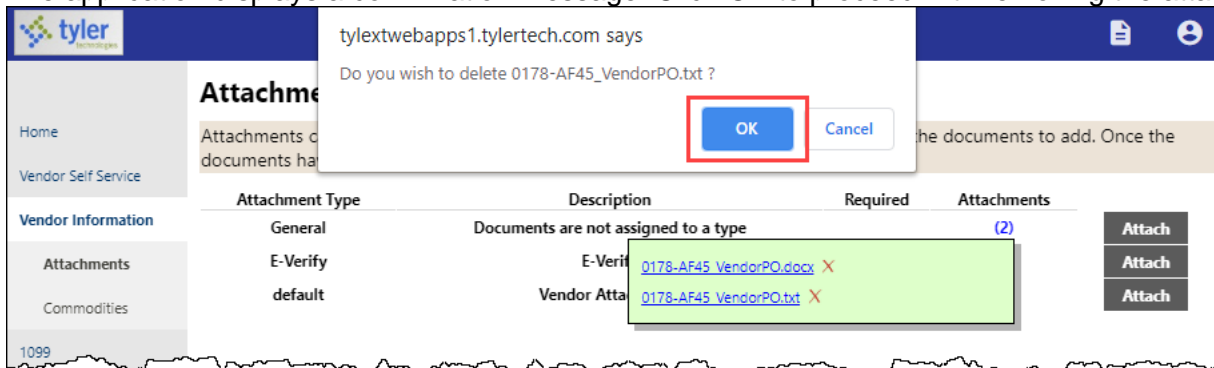 tyler
technologies
tylextwebapps1.tylertech.com says
Do you wish to delete 0178-AF45_VendorPO.txt ?
OK
Cancel
Attachme
Attachments c
he documents to add. Once the
documents ha
Home
Vendor Self Service
Vendor Information
Attachments
Commodities
1099
Attachment Type Description Required Attachments
General Documents are not assigned to a type (2) Attach
E-Verify E-Verif Attach
default Vendor Atta Attach
0178-AF45_VendorPO.docx X
0178-AF45_VendorPO.txt X